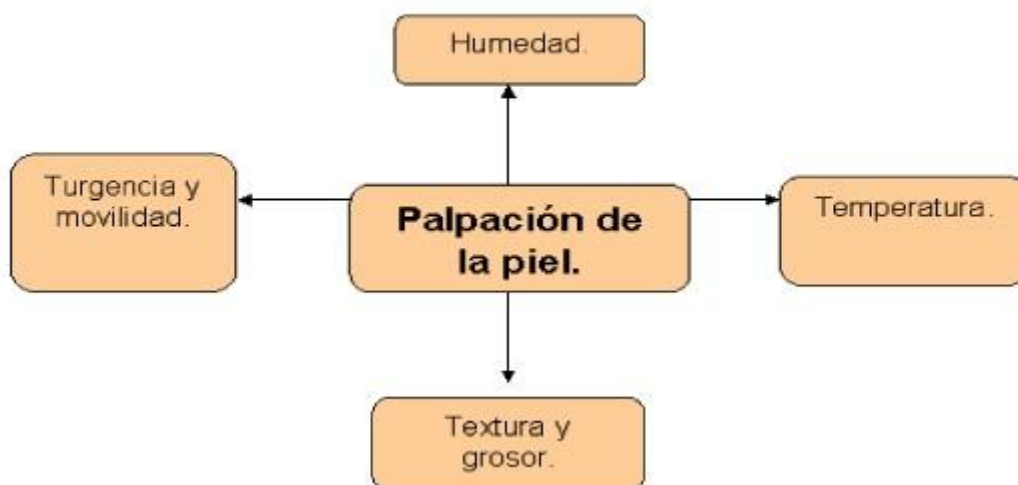 Humedad.
Turgencia y
movilidad.
Palpación de
la piel.
Temperatura.
Textura y
grosor.